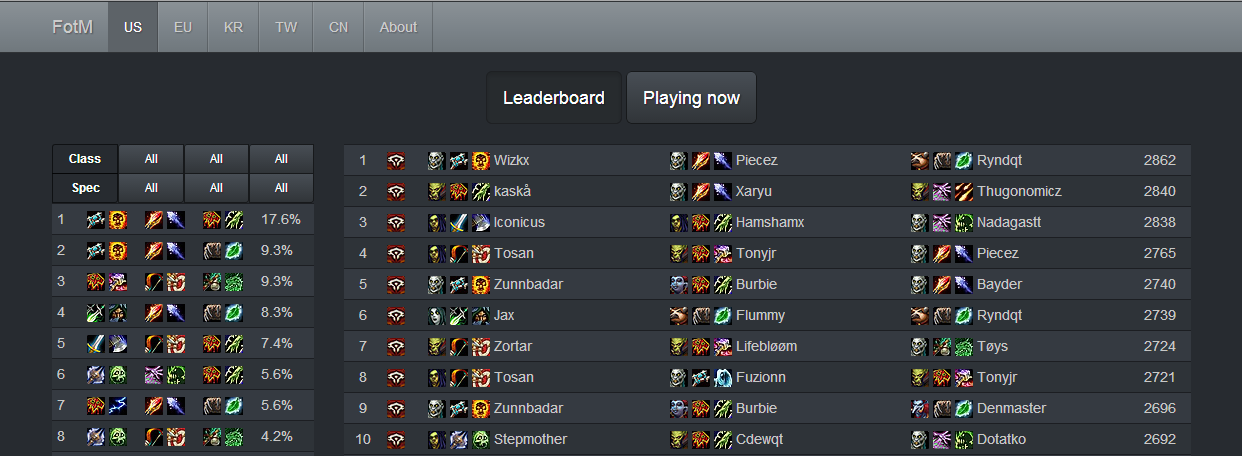 FotM US EU KR TW CN About
Leaderboard Playing now
Class All All All
Spec All All All
1 17.6%
2 9.3%
3 9.3%
4 8.3%
5 7.4%
6 5.6%
7 5.6%
8 4.2%
1 Wizkx Piecez Ryndqt 2862
2 kaskå Xaryu Thugonomicz 2840
3 Iconicus Hamshamx Nadagastt 2838
4 Tosan Tonyjr Piecez 2765
5 Zunnbadar Burbie Bayder 2740
6 Jax Flummy Ryndqt 2739
7 Zortar Lifebløøm Tøys 2724
8 Tosan Fuzionn Tonyjr 2721
9 Zunnbadar Burbie Denmaster 2696
10 Stepmother Cdewqt Dotatko 2692